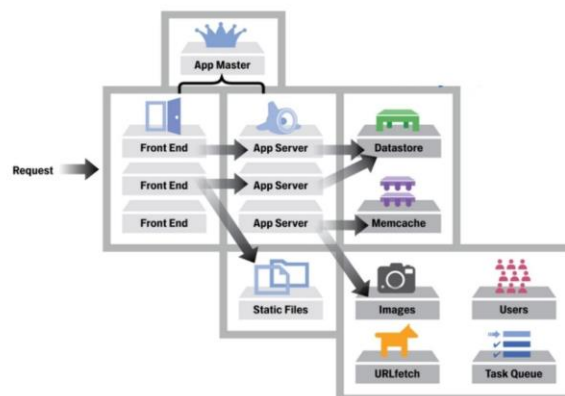 App Master
Front End
App Server
Datastore
Request
Front End
App Server
Front End
App Server
Memcache
Static Files
Images
Users
URLfetch
Task Queue